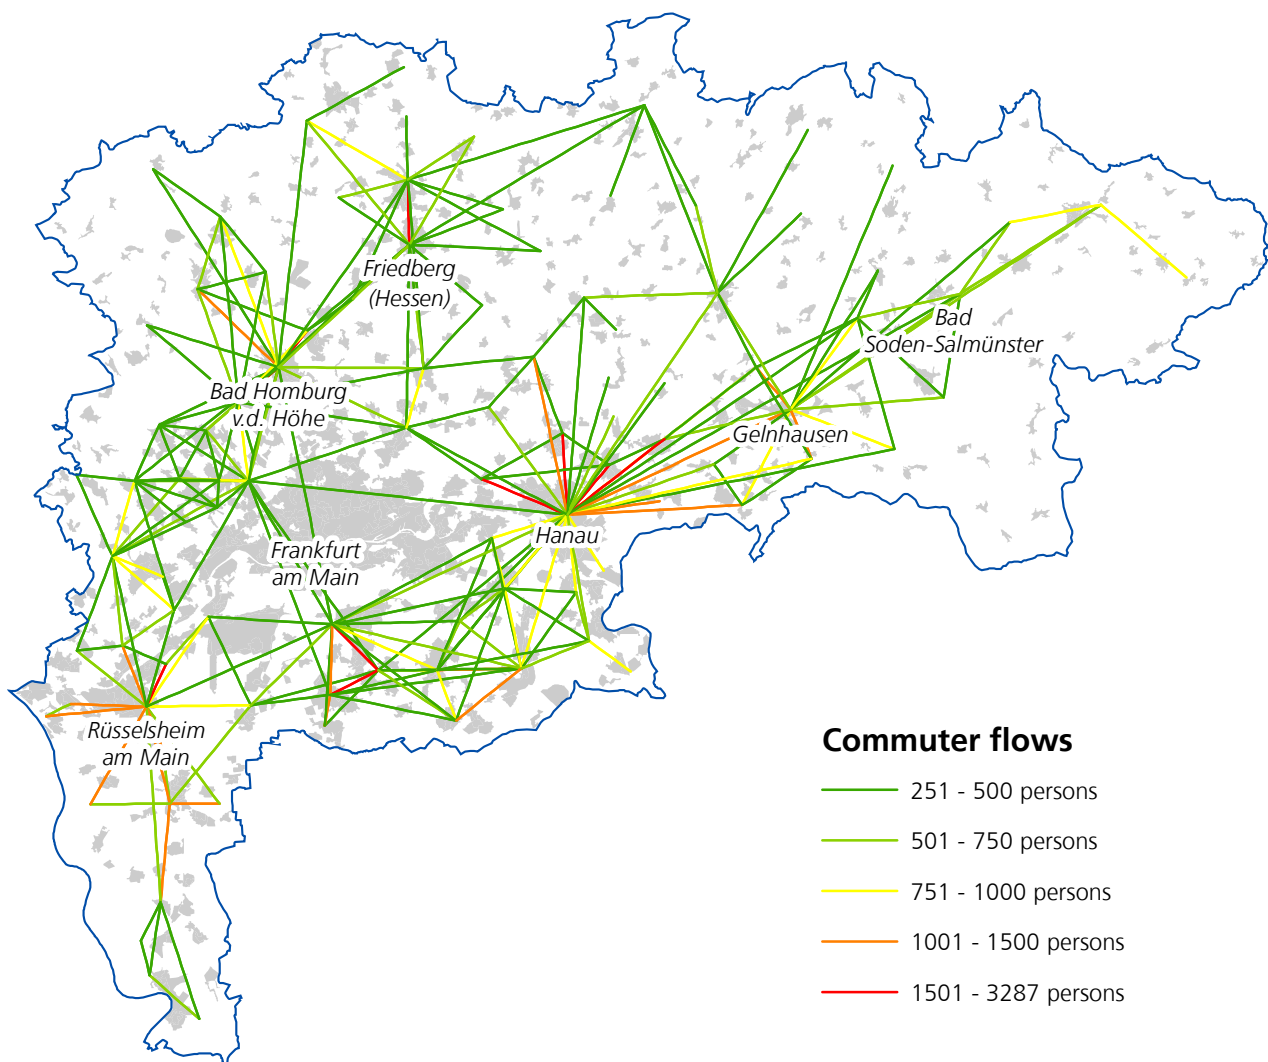 Friedberg
(Hessen)
Bad
Soden-Salmünster
Bad Homburg
v.d. Höhe
Gelnhausen
Hanau
Frankfurt
am Main
Rüsselsheim
am Main
Commuter flows
251 - 500 persons
501 - 750 persons
751 - 1000 persons
1001 - 1500 persons
1501 - 3287 persons